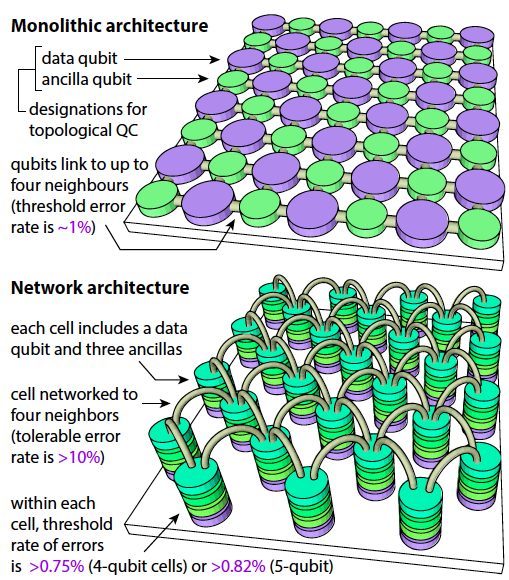 Monolithic architecture
data qubit
ancilla qubit
designations for
topological QC
qubits link to up to
four neighbours
(threshold error
rate is ~1%)
Network architecture
each cell includes a data
qubit and three ancillas
cell networked to
four neighbors
(tolerable error
rate is >10%)
within each
cell, threshold
rate of errors
is >0.75% (4-qubit cells) or >0.82% (5-qubit)